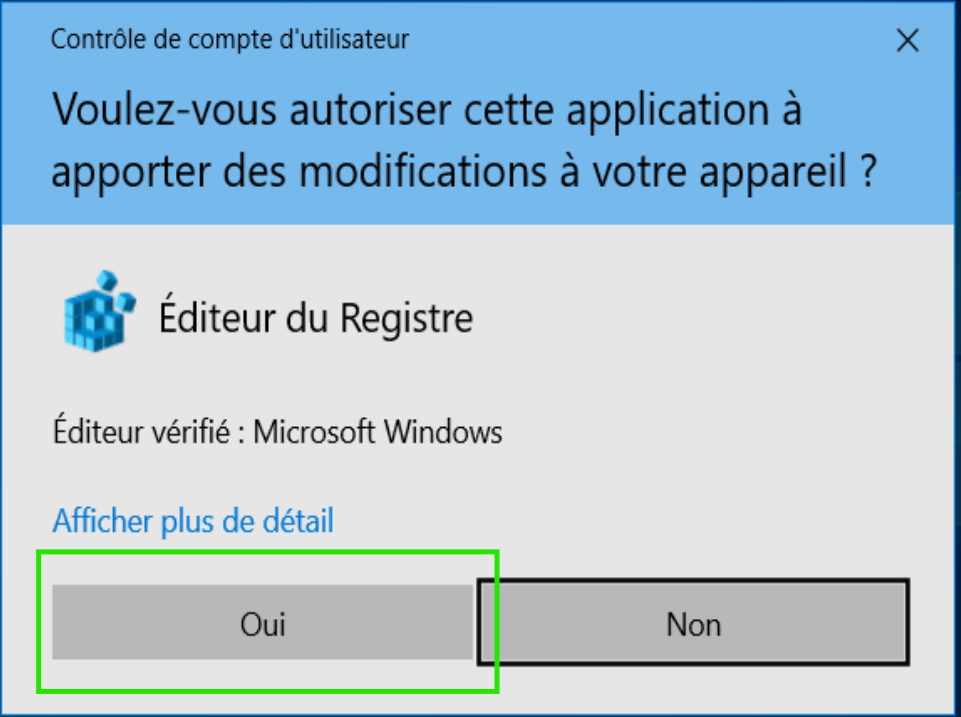 Contrôle de compte d'utilisateur
Voulez-vous autoriser cette application à
apporter des modifications à votre appareil ?
Éditeur du Registre
Éditeur vérifié : Microsoft Windows
Afficher plus de détail
Oui
Non